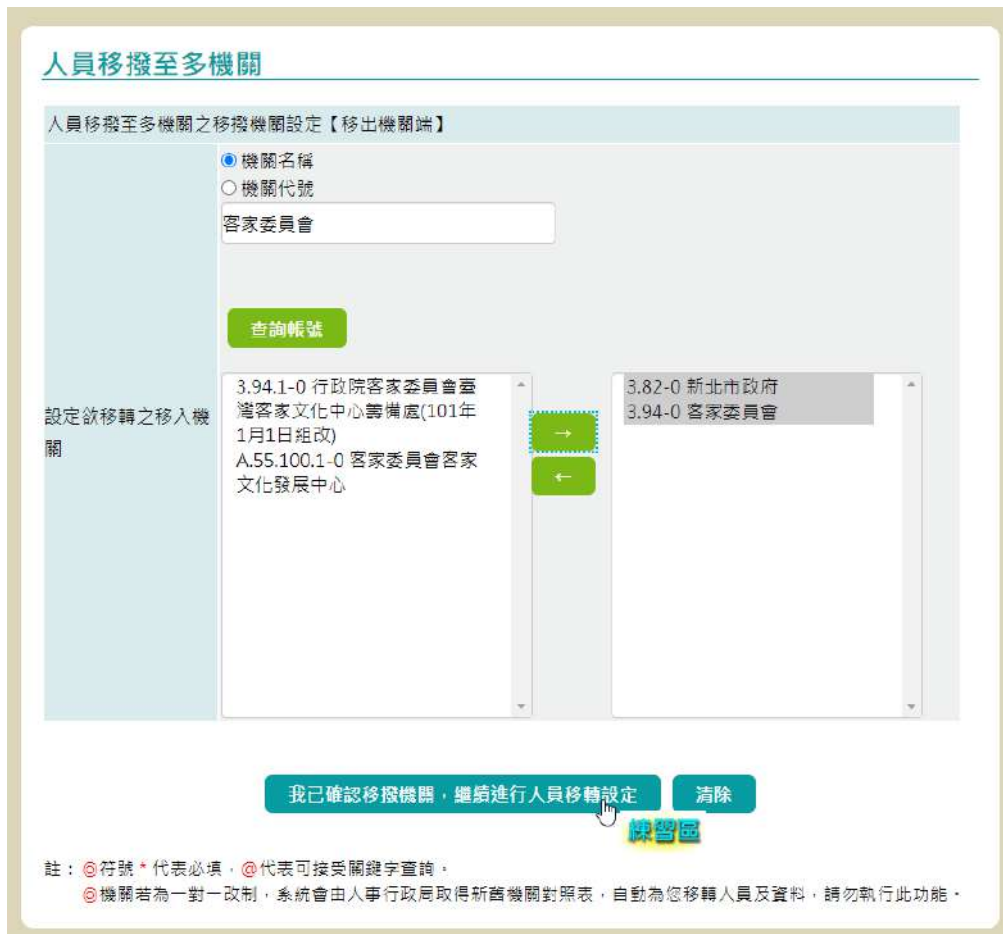 人員移撥至多機關
人員移撥至多機關之移撥機關設定【移出機關端】
機關名稱
機關代號
客家委員會
查詢帳號
設定欲移轉之移入機
關
3.94.1-0 行政院客家委員會臺
灣客家文化中心籌備處(101年
1月1日組改)
A.55.100.1-0 客家委員會客家
文化發展中心
→
←
3.82-0 新北市政府
3.94-0 客家委員會
我已確認移撥機關，繼續進行人員移轉設定
清除
練習區
註：◎符號 * 代表必填，@代表可接受關鍵字查詢。
◎機關若為一對一改制，系統會由人事行政局取得新舊機關對照表，自動為您移轉人員及資料，請勿執行此功能。